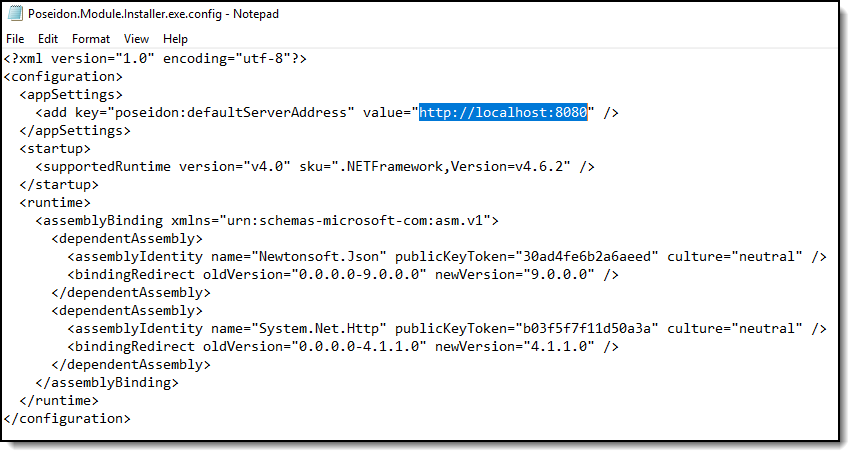 Poseidon.Module.Installer.exe.config - Notepad
File Edit Format View Help
<?xml version="1.0" encoding="utf-8"?>
<configuration>
  <appSettings>
    <add key="poseidon:defaultServerAddress" value="http://localhost:8080" />
  </appSettings>
  <startup>
    <supportedRuntime version="v4.0" sku=".NETFramework,Version=v4.6.2" />
  </startup>
  <runtime>
    <assemblyBinding xmlns="urn:schemas-microsoft-com:asm.v1">
      <dependentAssembly>
        <assemblyIdentity name="Newtonsoft.Json" publicKeyToken="30ad4fe6b2a6aeed" culture="neutral" />
        <bindingRedirect oldVersion="0.0.0.0-9.0.0.0" newVersion="9.0.0.0" />
      </dependentAssembly>
      <dependentAssembly>
        <assemblyIdentity name="System.Net.Http" publicKeyToken="b03f5f7f11d50a3a" culture="neutral" />
        <bindingRedirect oldVersion="0.0.0.0-4.1.1.0" newVersion="4.1.1.0" />
      </dependentAssembly>
    </assemblyBinding>
  </runtime>
</configuration>